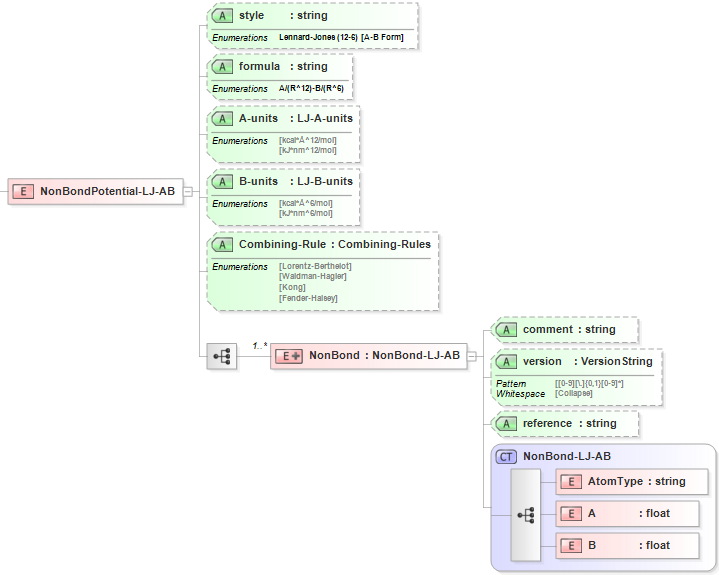 A style : string
Enumerations Lennard-Jones (12-6) [A-B Form]
A formula : string
Enumerations A/(R^12)-B/(R^6)
A A-units : LJ-A-units
Enumerations [kcal*Å^12/mol]
[kJ*nm^12/mol]
E NonBondPotential-LJ-AB
A B-units : LJ-B-units
Enumerations [kcal*Å^6/mol]
[kJ*nm^6/mol]
A Combining-Rule : Combining-Rules
Enumerations [Lorentz-Berthelot]
[Waldman-Hagler]
[Kong]
[Fender-Halsey]
1..*
E NonBond : NonBond-LJ-AB
A comment : string
A version : VersionString
Pattern [[0-9][\.]{0,1}[0-9]*]
Whitespace [Collapse]
A reference : string
CT NonBond-LJ-AB
E AtomType : string
E A : float
E B : float